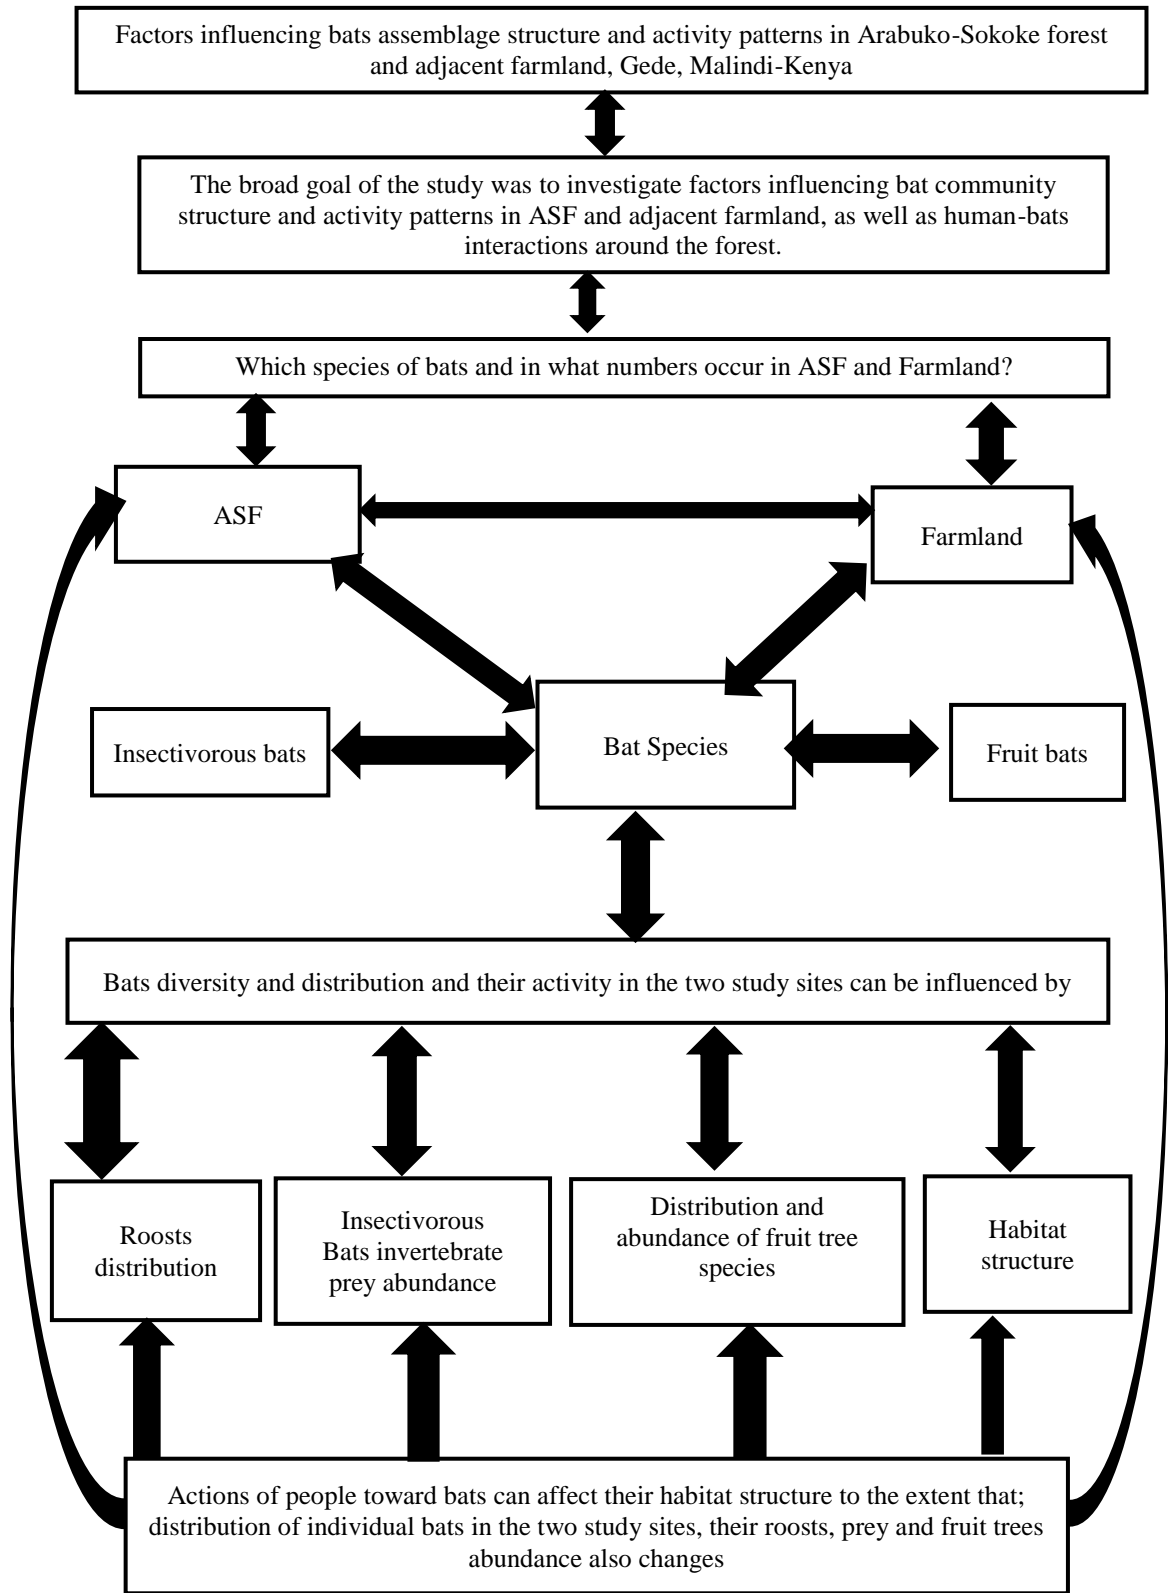 Factors influencing bats assemblage structure and activity patterns in Arabuko-Sokoke forest
and adjacent farmland, Gede, Malindi-Kenya
The broad goal of the study was to investigate factors influencing bat community
structure and activity patterns in ASF and adjacent farmland, as well as human-bats
interactions around the forest.
Which species of bats and in what numbers occur in ASF and Farmland?
ASF
Farmland
Insectivorous bats
Bat Species
Fruit bats
Bats diversity and distribution and their activity in the two study sites can be influenced by
Roosts
distribution
Insectivorous
Bats invertebrate
prey abundance
Distribution and
abundance of fruit tree
species
Habitat
structure
Actions of people toward bats can affect their habitat structure to the extent that;
distribution of individual bats in the two study sites, their roosts, prey and fruit trees
abundance also changes